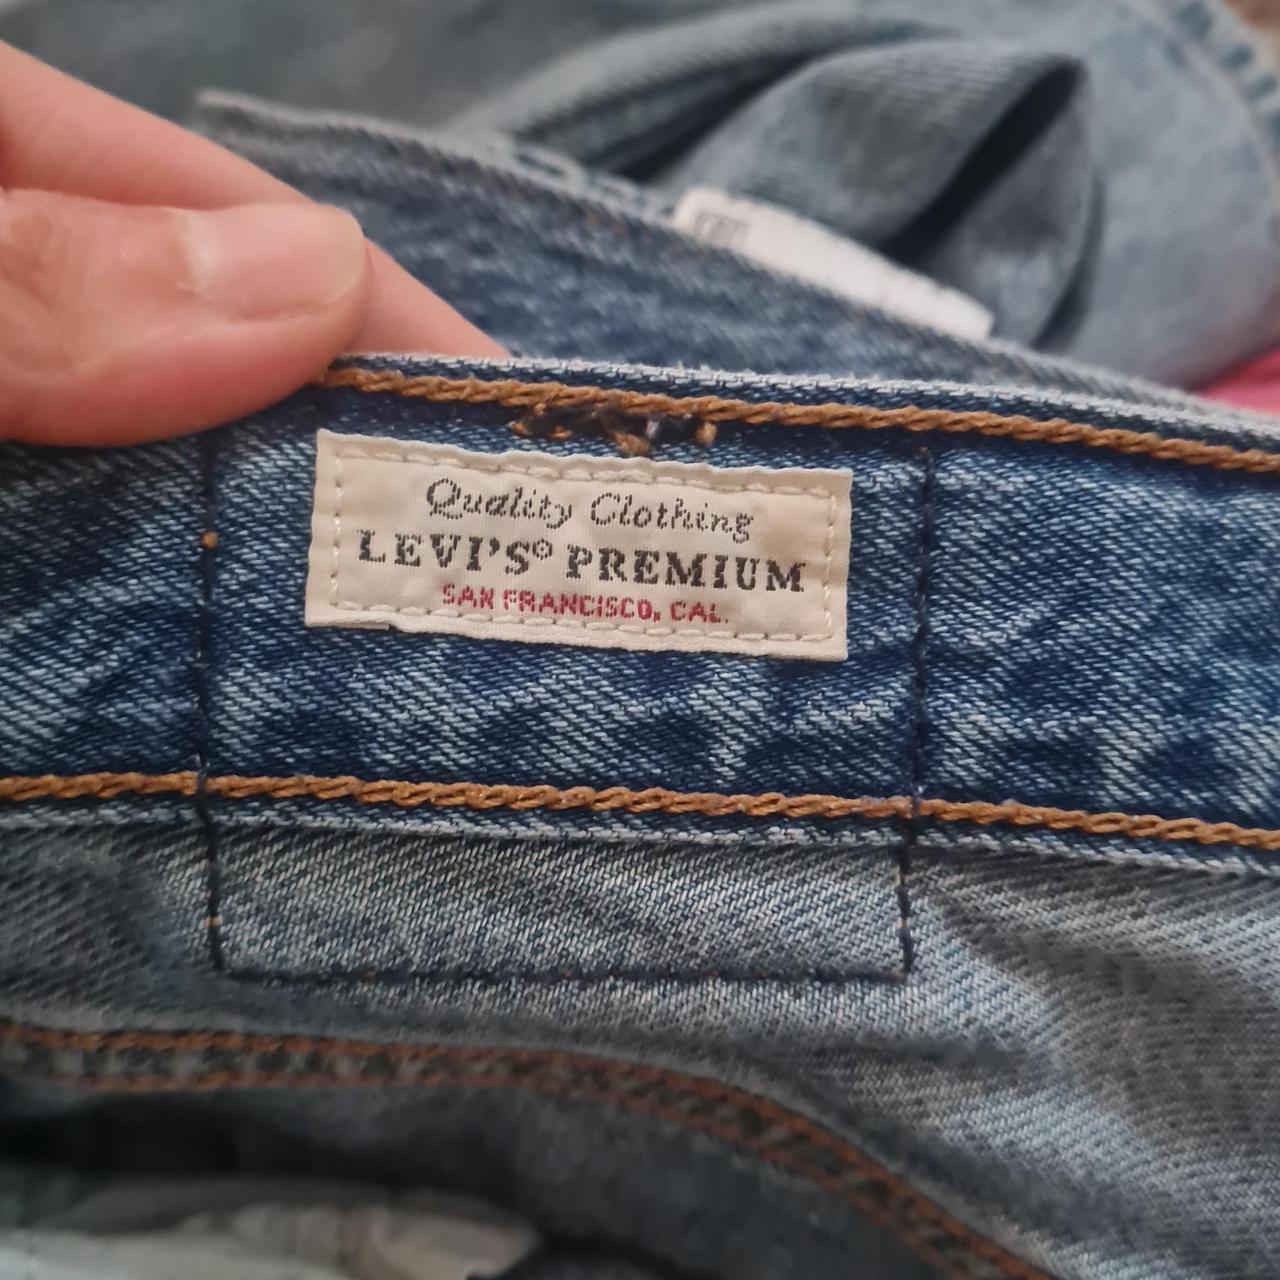 Quality Clothing
LEVI'S® PREMIUM
SAN FRANCISCO, CAL.